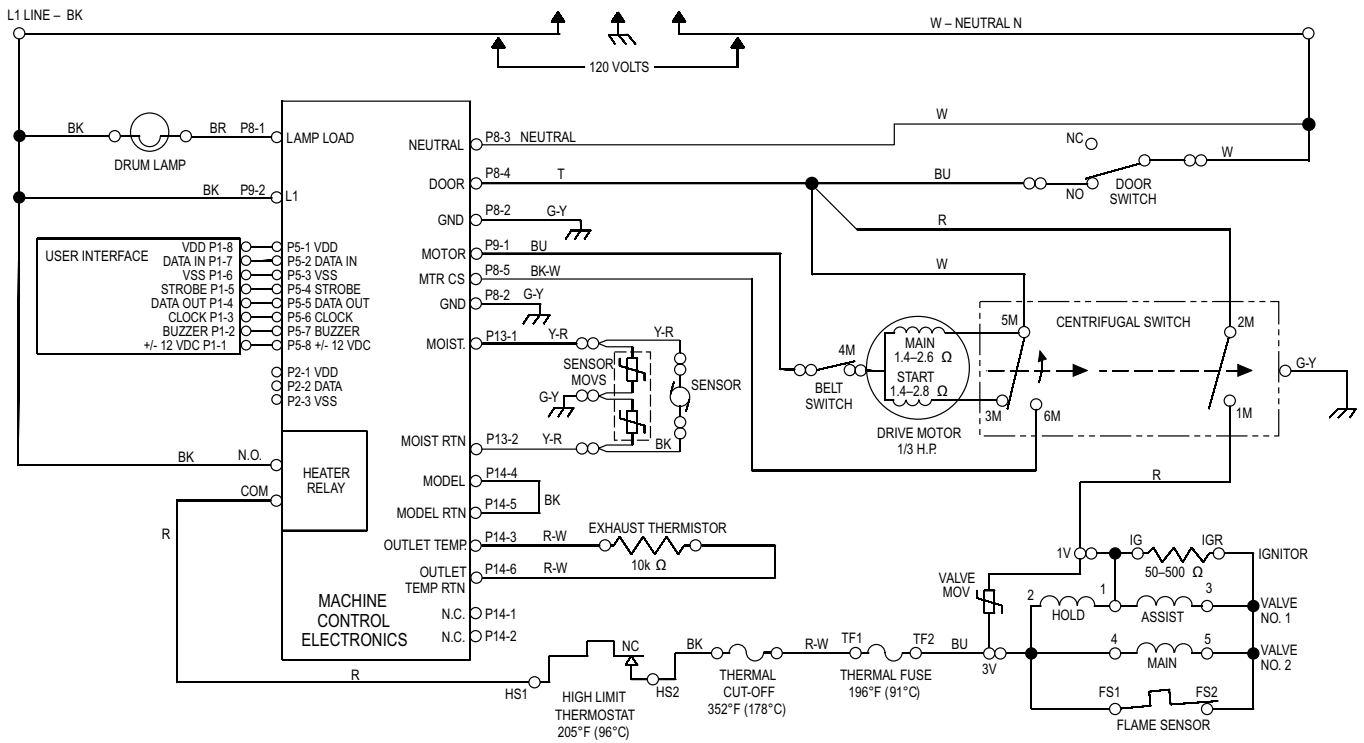 L1 LINE – BK
W – NEUTRAL N
120 VOLTS
BK
BR
P8-1
LAMP LOAD
DRUM LAMP
BK
P9-2
L1
NEUTRAL
P8-3
NEUTRAL
W
NC
DOOR
P8-4
T
BU
NO
W
DOOR
SWITCH
GND
P8-2
G-Y
R
USER INTERFACE
VDD P1-8
P5-1 VDD
DATA IN P1-7
P5-2 DATA IN
VSS P1-6
P5-3 VSS
STROBE P1-5
P5-4 STROBE
DATA OUT P1-4
P5-5 DATA OUT
CLOCK P1-3
P5-6 CLOCK
BUZZER P1-2
P5-7 BUZZER
+/- 12 VDC P1-1
P5-8 +/- 12 VDC
P2-1 VDD
P2-2 DATA
P2-3 VSS
MOTOR
P9-1
BU
MTR CS
P8-5
BK-W
W
GND
P8-2
G-Y
MOIST.
P13-1
Y-R
Y-R
SENSOR
MOVS
G-Y
SENSOR
BK
MOIST RTN
P13-2
Y-R
5M
CENTRIFUGAL SWITCH
2M
MAIN
1.4–2.6 Ω
START
1.4–2.8 Ω
4M
BELT
SWITCH
3M
6M
1M
G-Y
DRIVE MOTOR
1/3 H.P.
BK
N.O.
HEATER
RELAY
COM
R
MODEL
P14-4
BK
MODEL RTN
P14-5
OUTLET TEMP.
P14-3
R-W
EXHAUST THERMISTOR
10k Ω
OUTLET
TEMP RTN
P14-6
R-W
N.C.
P14-1
N.C.
P14-2
MACHINE
CONTROL
ELECTRONICS
R
1V
IG
IGR
IGNITOR
50–500 Ω
VALVE
MOV
2
HOLD
1
ASSIST
3
VALVE
NO. 1
4
MAIN
5
VALVE
NO. 2
FS1
FS2
FLAME SENSOR
R
HS1
NC
HS2
HIGH LIMIT
THERMOSTAT
205°F (96°C)
BK
THERMAL
CUT-OFF
352°F (178°C)
R-W
TF1
TF2
THERMAL FUSE
196°F (91°C)
BU
3V